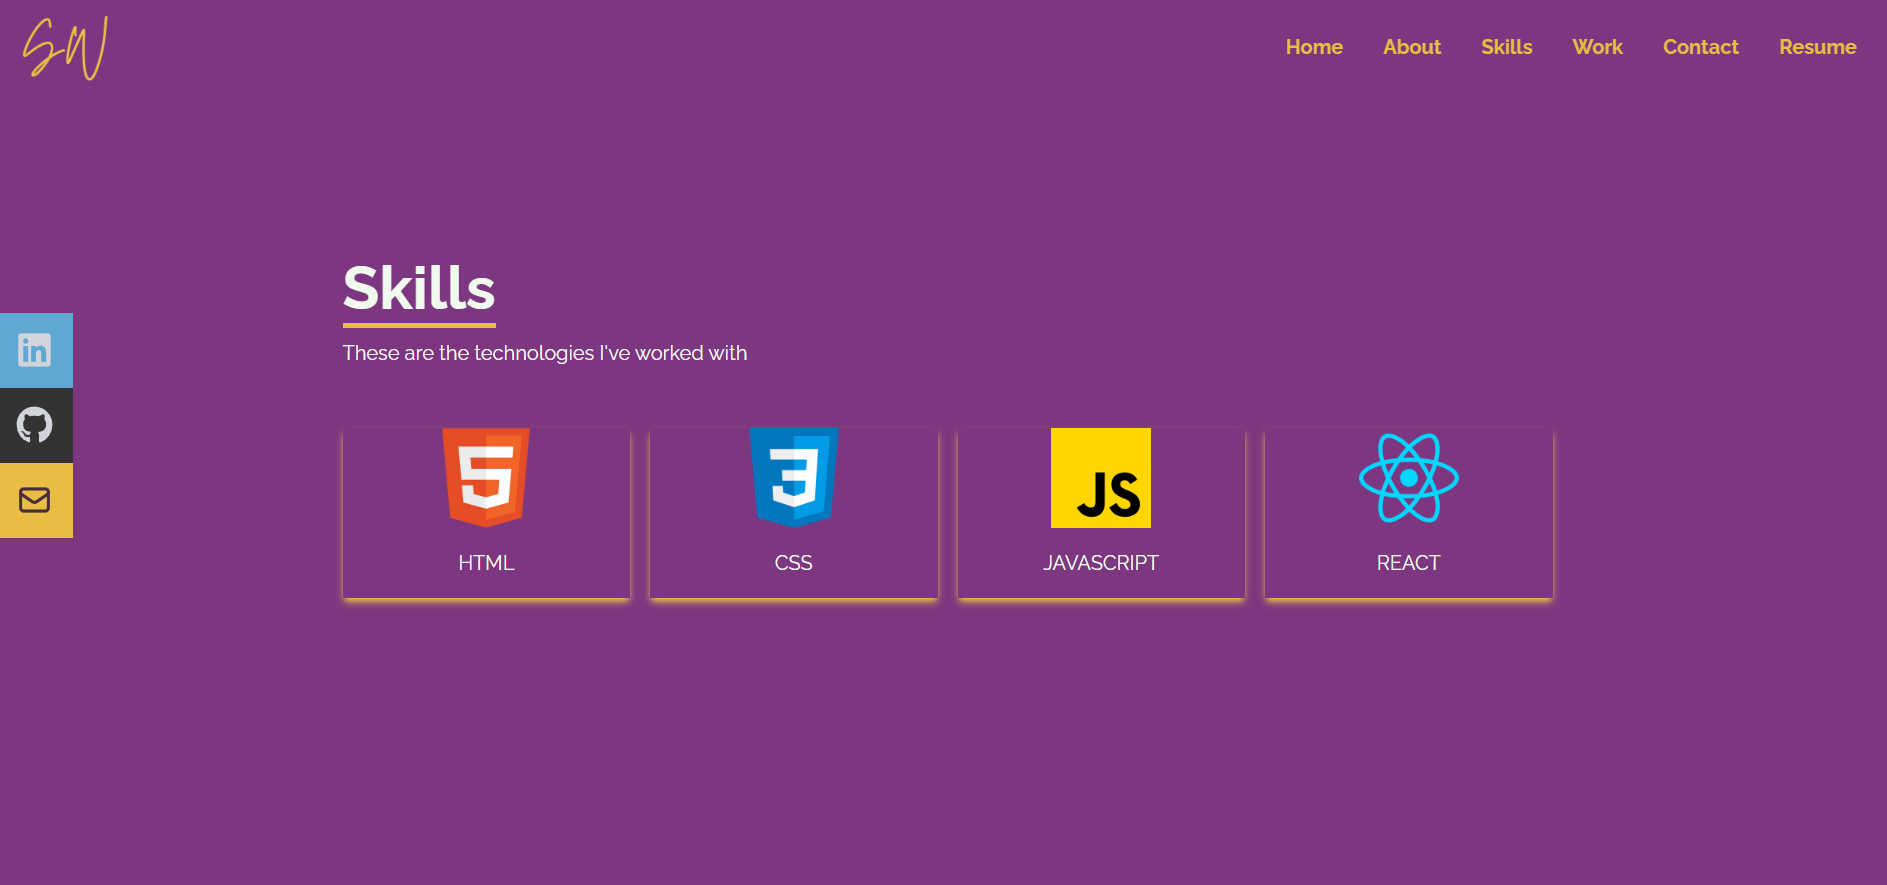 SW
Home About Skills Work Contact Resume
Skills
These are the technologies I've worked with
in
5
3
JS
HTML
CSS
JAVASCRIPT
REACT